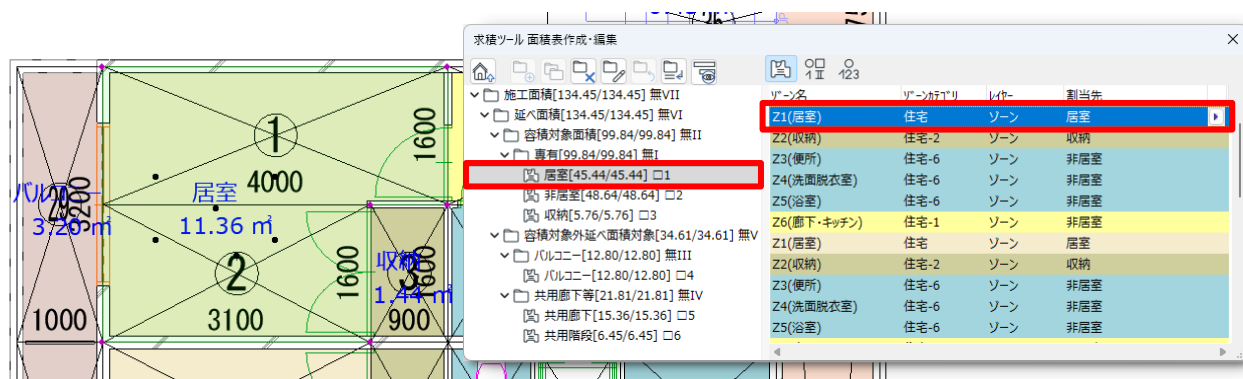 ①
1600
バルコ
3200
居室
4000
3.20㎡
11.36㎡
②
1600
収納
1600
1.44㎡
1000
3100
900
求積ツール 面積表作成・編集
施工面積[134.45/134.45] 無VII
延べ面積[134.45/134.45] 無VI
容積対象面積[99.84/99.84] 無II
専有[99.84/99.84] 無I
居室[45.44/45.44] □1
非居室[48.64/48.64] □2
収納[5.76/5.76] □3
容積対象外延べ面積対象[34.61/34.61] 無V
バルコニー[12.80/12.80] 無III
バルコニー[12.80/12.80] □4
共用廊下等[21.81/21.81] 無IV
共用廊下[15.36/15.36] □5
共用階段[6.45/6.45] □6
ゾーン名 ゾーンカテゴリ レイヤー 割当先
Z1(居室) 住宅 ゾーン 居室
Z2(収納) 住宅-2 ゾーン 収納
Z3(便所) 住宅-6 ゾーン 非居室
Z4(洗面脱衣室) 住宅-6 ゾーン 非居室
Z5(浴室) 住宅-6 ゾーン 非居室
Z6(廊下・キッチン) 住宅-1 ゾーン 非居室
Z1(居室) 住宅 ゾーン 居室
Z2(収納) 住宅-2 ゾーン 収納
Z3(便所) 住宅-6 ゾーン 非居室
Z4(洗面脱衣室) 住宅-6 ゾーン 非居室
Z5(浴室) 住宅-6 ゾーン 非居室